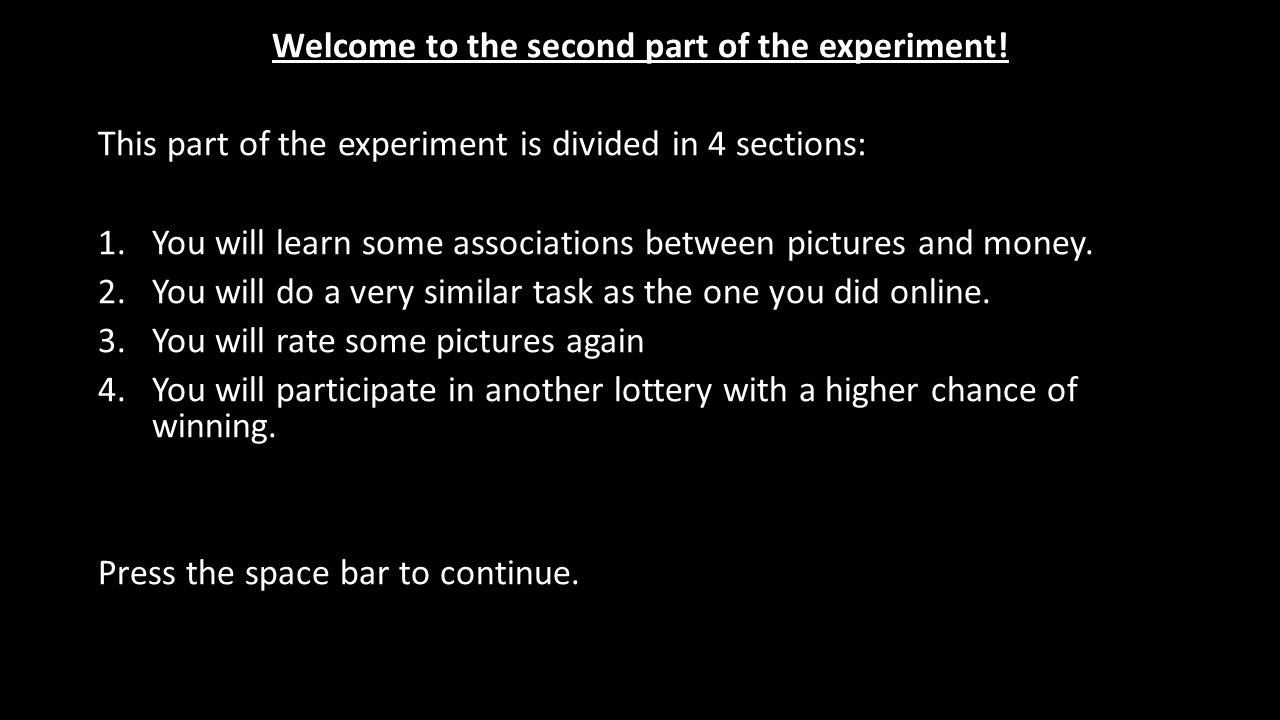 Welcome to the second part of the experiment!
This part of the experiment is divided in 4 sections:
1. You will learn some associations between pictures and money.
2. You will do a very similar task as the one you did online.
3. You will rate some pictures again
4. You will participate in another lottery with a higher chance of
winning.
Press the space bar to continue.